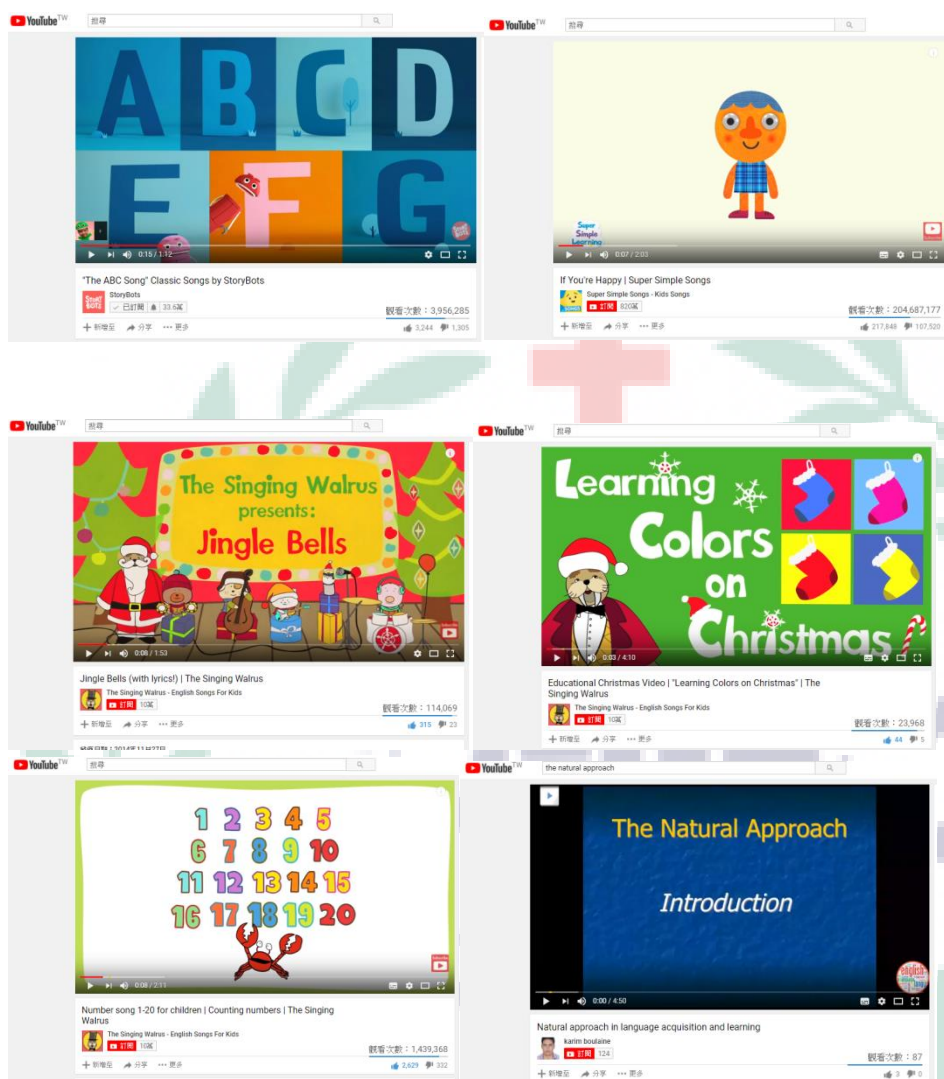 YouTube TW
搜尋
A B C D
E F G
0:15 / 1:12
"The ABC Song" Classic Songs by StoryBots
StoryBots
已訂閱 33.6萬
觀看次數：3,956,285
新增至 分享 更多
3,244 1,305
YouTube TW
搜尋
Super Simple Learning
0:07 / 2:03
If You're Happy | Super Simple Songs
Super Simple Songs - Kids Songs
訂閱 820萬
觀看次數：204,687,177
新增至 分享 更多
217,848 107,520
YouTube TW
搜尋
The Singing Walrus
presents:
Jingle Bells
0:08 / 1:53
Jingle Bells (with lyrics!) | The Singing Walrus
The Singing Walrus - English Songs For Kids
訂閱 10萬
觀看次數：114,069
新增至 分享 更多
315 23
YouTube TW
搜尋
Learning
Colors
on
Christmas
0:03 / 4:10
Educational Christmas Video | "Learning Colors on Christmas" | The
Singing Walrus
The Singing Walrus - English Songs For Kids
訂閱 10萬
觀看次數：23,968
新增至 分享 更多
44 5
YouTube TW
搜尋
1 2 3 4 5
6 7 8 9 10
11 12 13 14 15
16 17 18 19 20
0:08 / 2:11
Number song 1-20 for children | Counting numbers | The Singing
Walrus
The Singing Walrus - English Songs For Kids
訂閱 10萬
觀看次數：1,439,368
新增至 分享 更多
2,629 332
YouTube TW
the natural approach
The Natural Approach
Introduction
english
0:00 / 4:50
Natural approach in language acquisition and learning
karim boulaine
訂閱 124
觀看次數：87
新增至 分享 更多
3 0